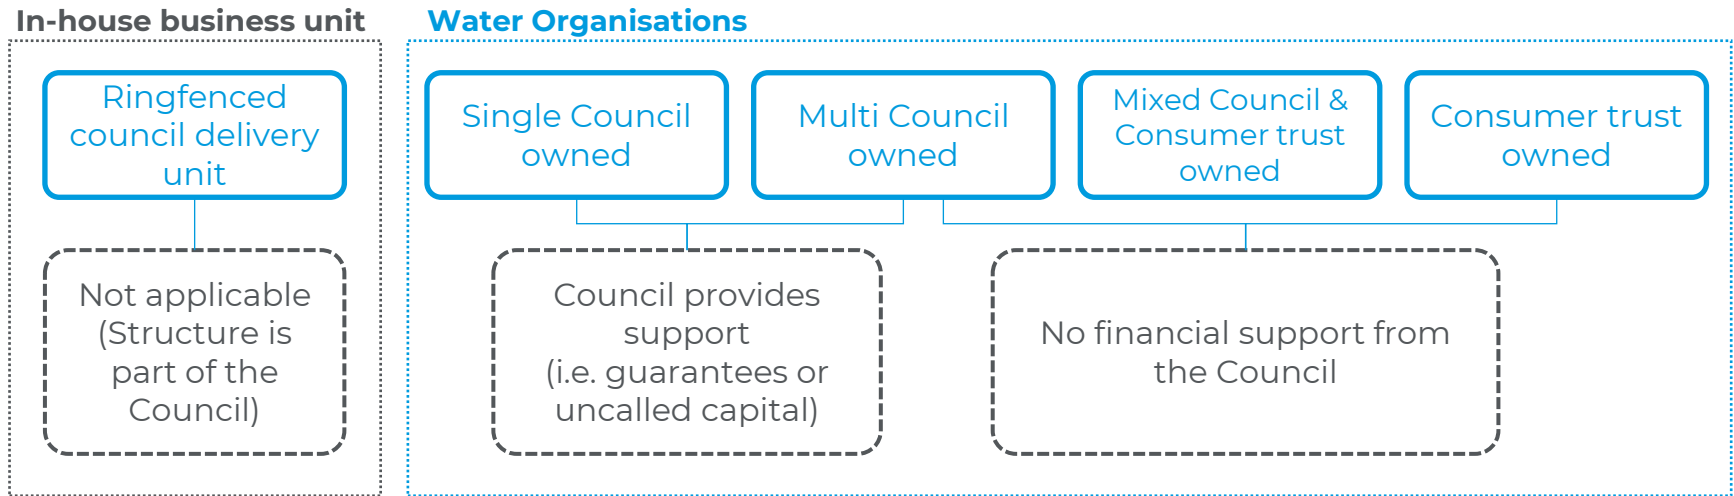 In-house business unit
Water Organisations
Ringfenced
council delivery
unit
Single Council
owned
Multi Council
owned
Mixed Council &
Consumer trust
owned
Consumer trust
owned
Not applicable
(Structure is
part of the
Council)
Council provides
support
(i.e. guarantees or
uncalled capital)
No financial support from
the Council